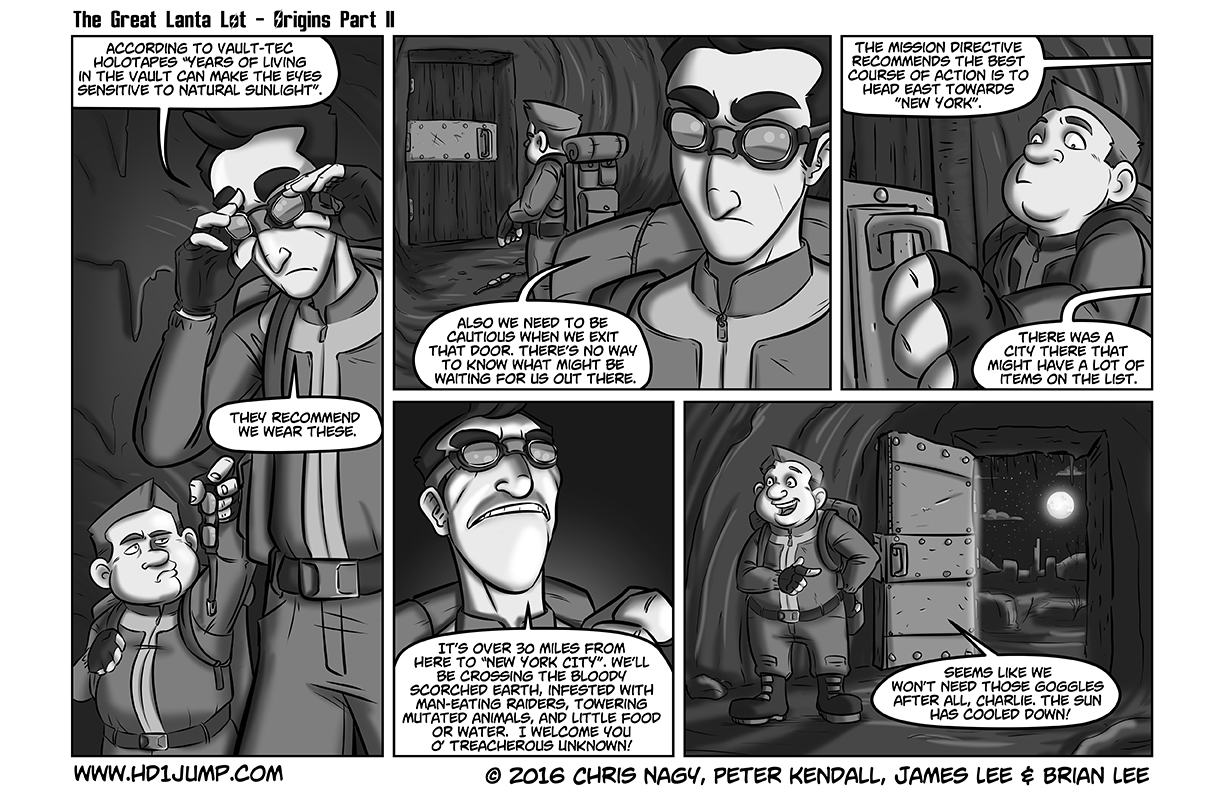 The Great Lanta Løt - Ørigins Part II
ACCORDING TO VAULT-TEC
HOLOTAPES "YEARS OF LIVING
IN THE VAULT CAN MAKE THE EYES
SENSITIVE TO NATURAL SUNLIGHT".
THEY RECOMMEND
WE WEAR THESE.
ALSO WE NEED TO BE
CAUTIOUS WHEN WE EXIT
THAT DOOR. THERE'S NO WAY
TO KNOW WHAT MIGHT BE
WAITING FOR US OUT THERE.
THE MISSION DIRECTIVE
RECOMMENDS THE BEST
COURSE OF ACTION IS TO
HEAD EAST TOWARDS
"NEW YORK".
THERE WAS A
CITY THERE THAT
MIGHT HAVE A LOT OF
ITEMS ON THE LIST.
IT'S OVER 30 MILES FROM
HERE TO "NEW YORK CITY". WE'LL
BE CROSSING THE BLOODY
SCORCHED EARTH, INFESTED WITH
MAN-EATING RAIDERS, TOWERING
MUTATED ANIMALS, AND LITTLE FOOD
OR WATER. I WELCOME YOU
O' TREACHEROUS UNKNOWN!
SEEMS LIKE WE
WON'T NEED THOSE GOGGLES
AFTER ALL, CHARLIE. THE SUN
HAS COOLED DOWN!
WWW.HD1JUMP.COM
© 2016 CHRIS NAGY, PETER KENDALL, JAMES LEE & BRIAN LEE